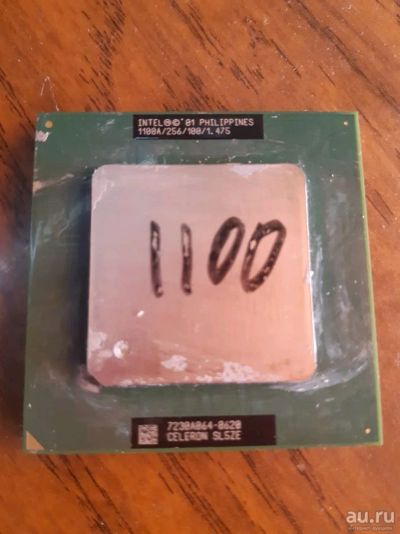 INTEL®©'01 PHILIPPINES
1100A/256/100/1.475
1100
7230A064-0620
CELERON SL5ZE
au.ru